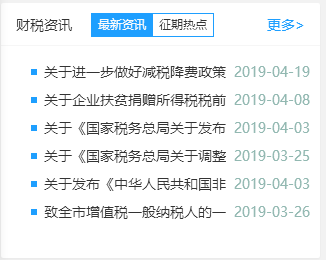 财税资讯 最新资讯 征期热点 更多>
关于进一步做好减税降费政策 2019-04-19
关于企业扶贫捐赠所得税税前 2019-04-08
关于《国家税务总局关于发布 2019-04-03
关于《国家税务总局关于调整 2019-03-25
关于发布《中华人民共和国非 2019-04-03
致全市增值税一般纳税人的一 2019-03-26